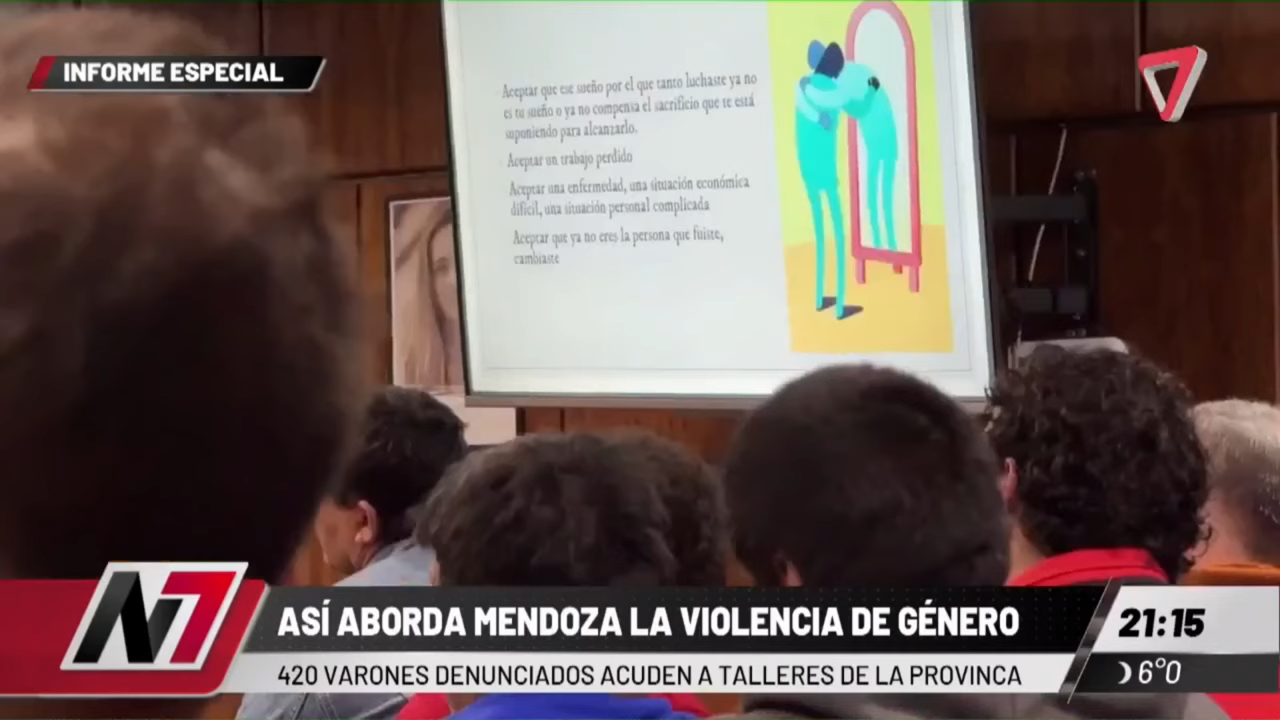 INFORME ESPECIAL
Aceptar que ese sueño por el que tanto luchaste ya no
es tu sueño o ya no compensa el sacrificio que te está
suponiendo para alcanzarlo.
Aceptar un trabajo perdido
Aceptar una enfermedad, una situación económica
difícil, una situación personal complicada
Aceptar que ya no eres la persona que fuiste,
cambiaste
N7
ASÍ ABORDA MENDOZA LA VIOLENCIA DE GÉNERO
420 VARONES DENUNCIADOS ACUDEN A TALLERES DE LA PROVINCA
21:15
6°0